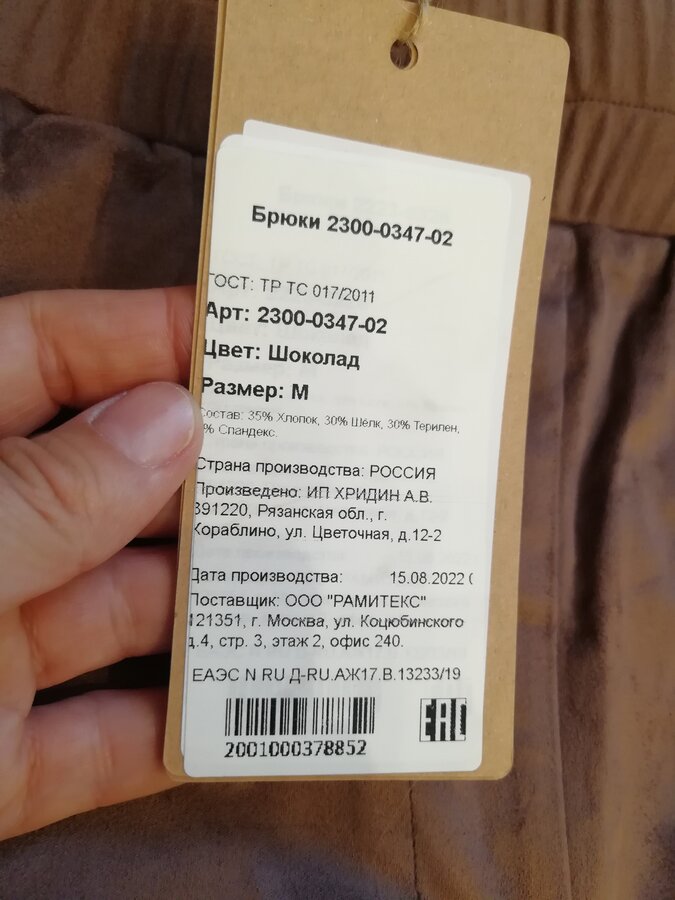 Брюки 2300-0347-02
ГОСТ: ТР ТС 017/2011
Арт: 2300-0347-02
Цвет: Шоколад
Размер: M
Состав: 35% Хлопок, 30% Шёлк, 30% Терилен,
% Спандекс.
Страна производства: РОССИЯ
Произведено: ИП ХРИДИН А.В.
391220, Рязанская обл., г.
Кораблино, ул. Цветочная, д.12-2
Дата производства: 15.08.2022 0
Поставщик: ООО "РАМИТЕКС"
121351, г. Москва, ул. Коцюбинского
д.4, стр. 3, этаж 2, офис 240.
ЕАЭС N RU Д-RU.АЖ17.В.13233/19
2001000378852
EAC